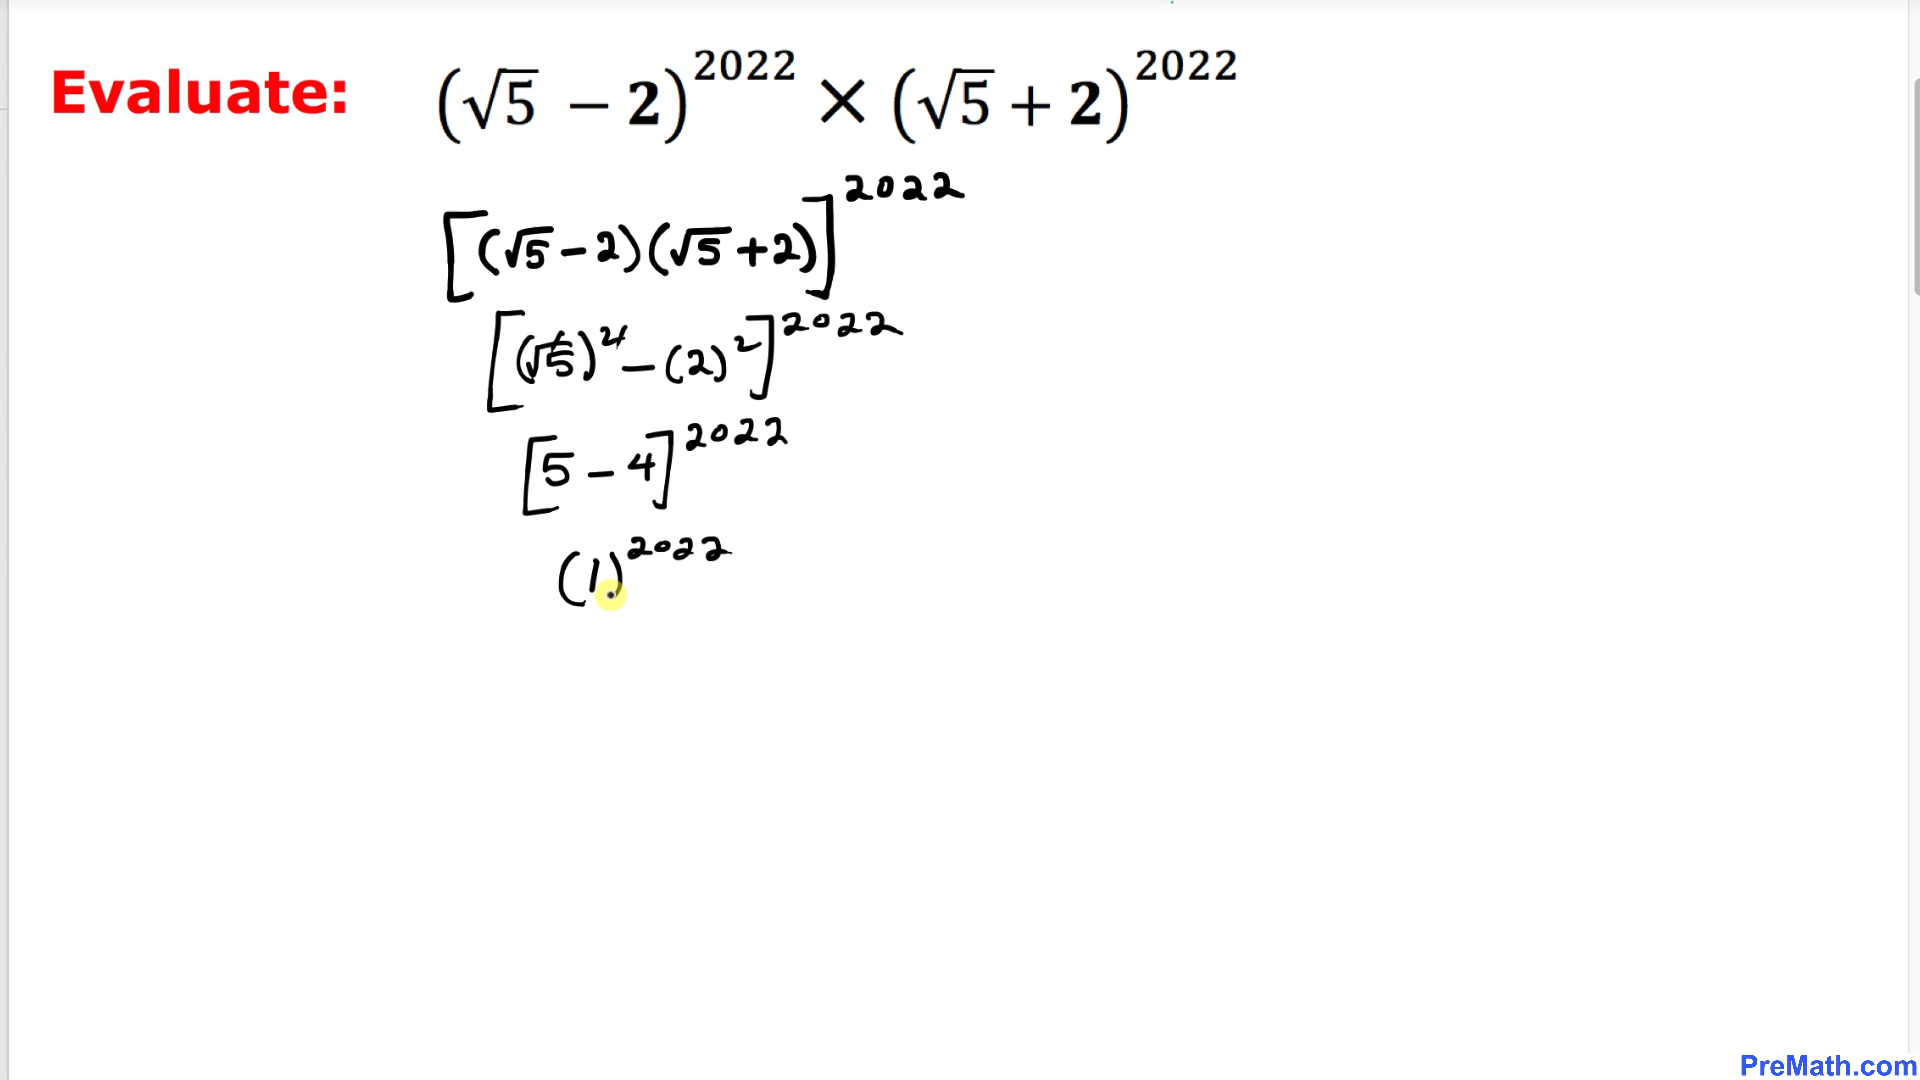 Evaluate: (√5 − 2)^2022 × (√5 + 2)^2022
[(√5 − 2)(√5 + 2)]^2022
[(√5)^2 − (2)^2]^2022
[5 − 4]^2022
(1)^2022
PreMath.com